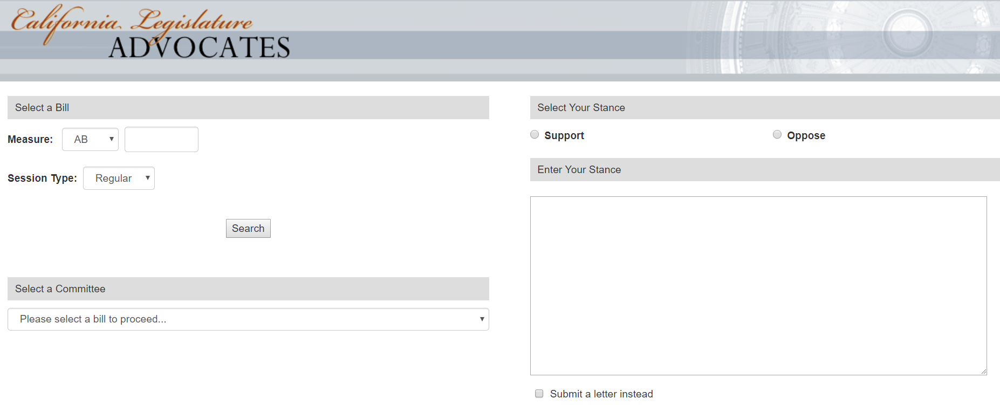 California Legislature
ADVOCATES
Select a Bill
Measure: AB
Session Type: Regular
Search
Select a Committee
Please select a bill to proceed...
Select Your Stance
Support Oppose
Enter Your Stance
Submit a letter instead